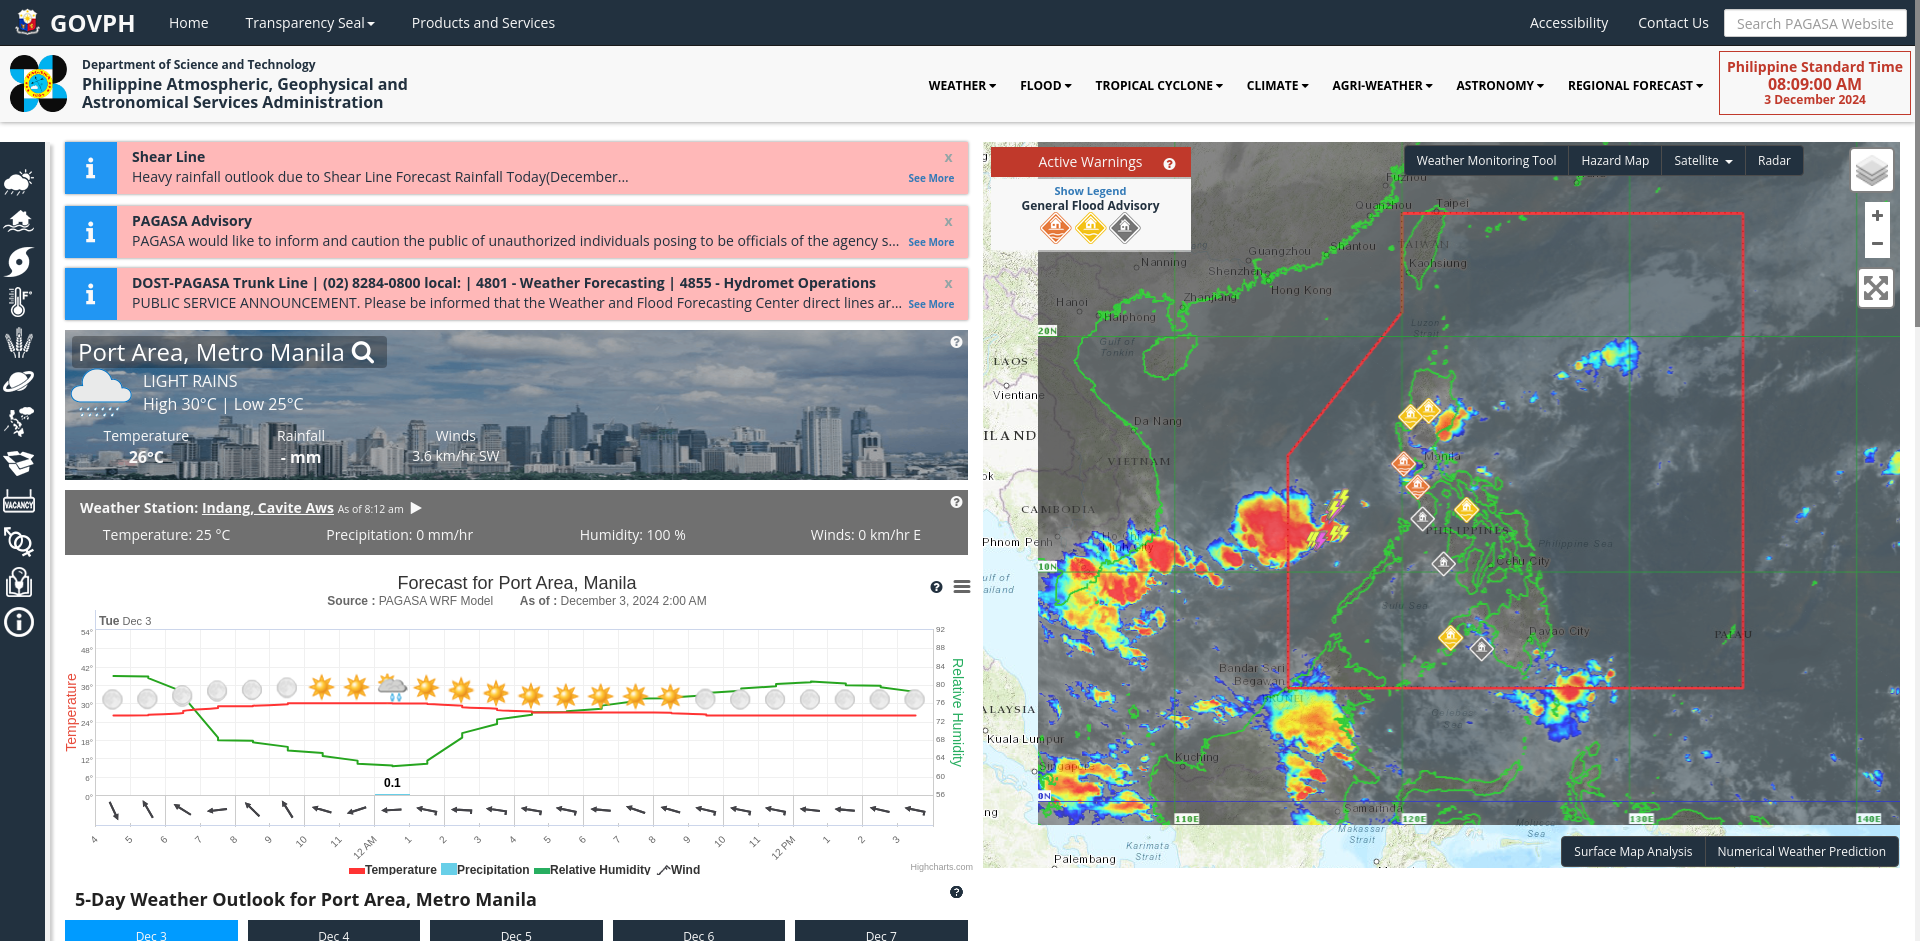 GOVPH
Home
Transparency Seal
Products and Services
Accessibility
Contact Us
Search PAGASA Website
Department of Science and Technology
Philippine Atmospheric, Geophysical and
Astronomical Services Administration
WEATHER
FLOOD
TROPICAL CYCLONE
CLIMATE
AGRI-WEATHER
ASTRONOMY
REGIONAL FORECAST
Philippine Standard Time
08:09:00 AM
3 December 2024
Shear Line
x
Heavy rainfall outlook due to Shear Line Forecast Rainfall Today(December...
See More
PAGASA Advisory
x
PAGASA would like to inform and caution the public of unauthorized individuals posing to be officials of the agency s...
See More
DOST-PAGASA Trunk Line | (02) 8284-0800 local: | 4801 - Weather Forecasting | 4855 - Hydromet Operations
x
PUBLIC SERVICE ANNOUNCEMENT. Please be informed that the Weather and Flood Forecasting Center direct lines ar...
See More
VACANCY
Port Area, Metro Manila
LIGHT RAINS
High 30°C | Low 25°C
Temperature
Rainfall
Winds
26°C
- mm
3.6 km/hr SW
Weather Station: Indang, Cavite Aws As of 8:12 am
Temperature: 25 °C
Precipitation: 0 mm/hr
Humidity: 100 %
Winds: 0 km/hr E
Forecast for Port Area, Manila
Source : PAGASA WRF Model As of : December 3, 2024 2:00 AM
Tue Dec 3
Temperature
54°
48°
42°
36°
30°
24°
18°
12°
6°
0°
92
88
84
80
76
72
68
64
60
56
Relative Humidity
0.1
4 5 6 7 8 9 10 11 12 AM 1 2 3 4 5 6 7 8 9 10 11 12 PM 1 2 3
Temperature Precipitation Relative Humidity Wind
Highcharts.com
5-Day Weather Outlook for Port Area, Metro Manila
Dec 3
Dec 4
Dec 5
Dec 6
Dec 7
Active Warnings
Show Legend
General Flood Advisory
Weather Monitoring Tool
Hazard Map
Satellite
Radar
+
−
Fuzhou
Quanzhou
Taipei
Guangzhou
Shantou
TAIWAN
Nanning
Shenzhen
Kaohsiung
Hanoi
Zhanjiang
Hong Kong
Haiphong
20N
Luzon
Strait
Gulf of
Tonkin
LAOS
Vientiane
Da Nang
ILAND
Manila
VIETNAM
ok
CAMBODIA
PHILIPPINES
Phnom Penh
Philippine Sea
Cebu City
10N
ulf of
ailand
Sulu Sea
Davao City
PALAU
Bandar Seri
Begawan
BRUNEI
ALAYSIA
Kuala Lumpur
Kuching
Singapore
0N
ng
Samarinda
110E
120E
130E
140E
Makassar
Strait
Molucca
Sea
Karimata
Strait
Palembang
Surface Map Analysis
Numerical Weather Prediction